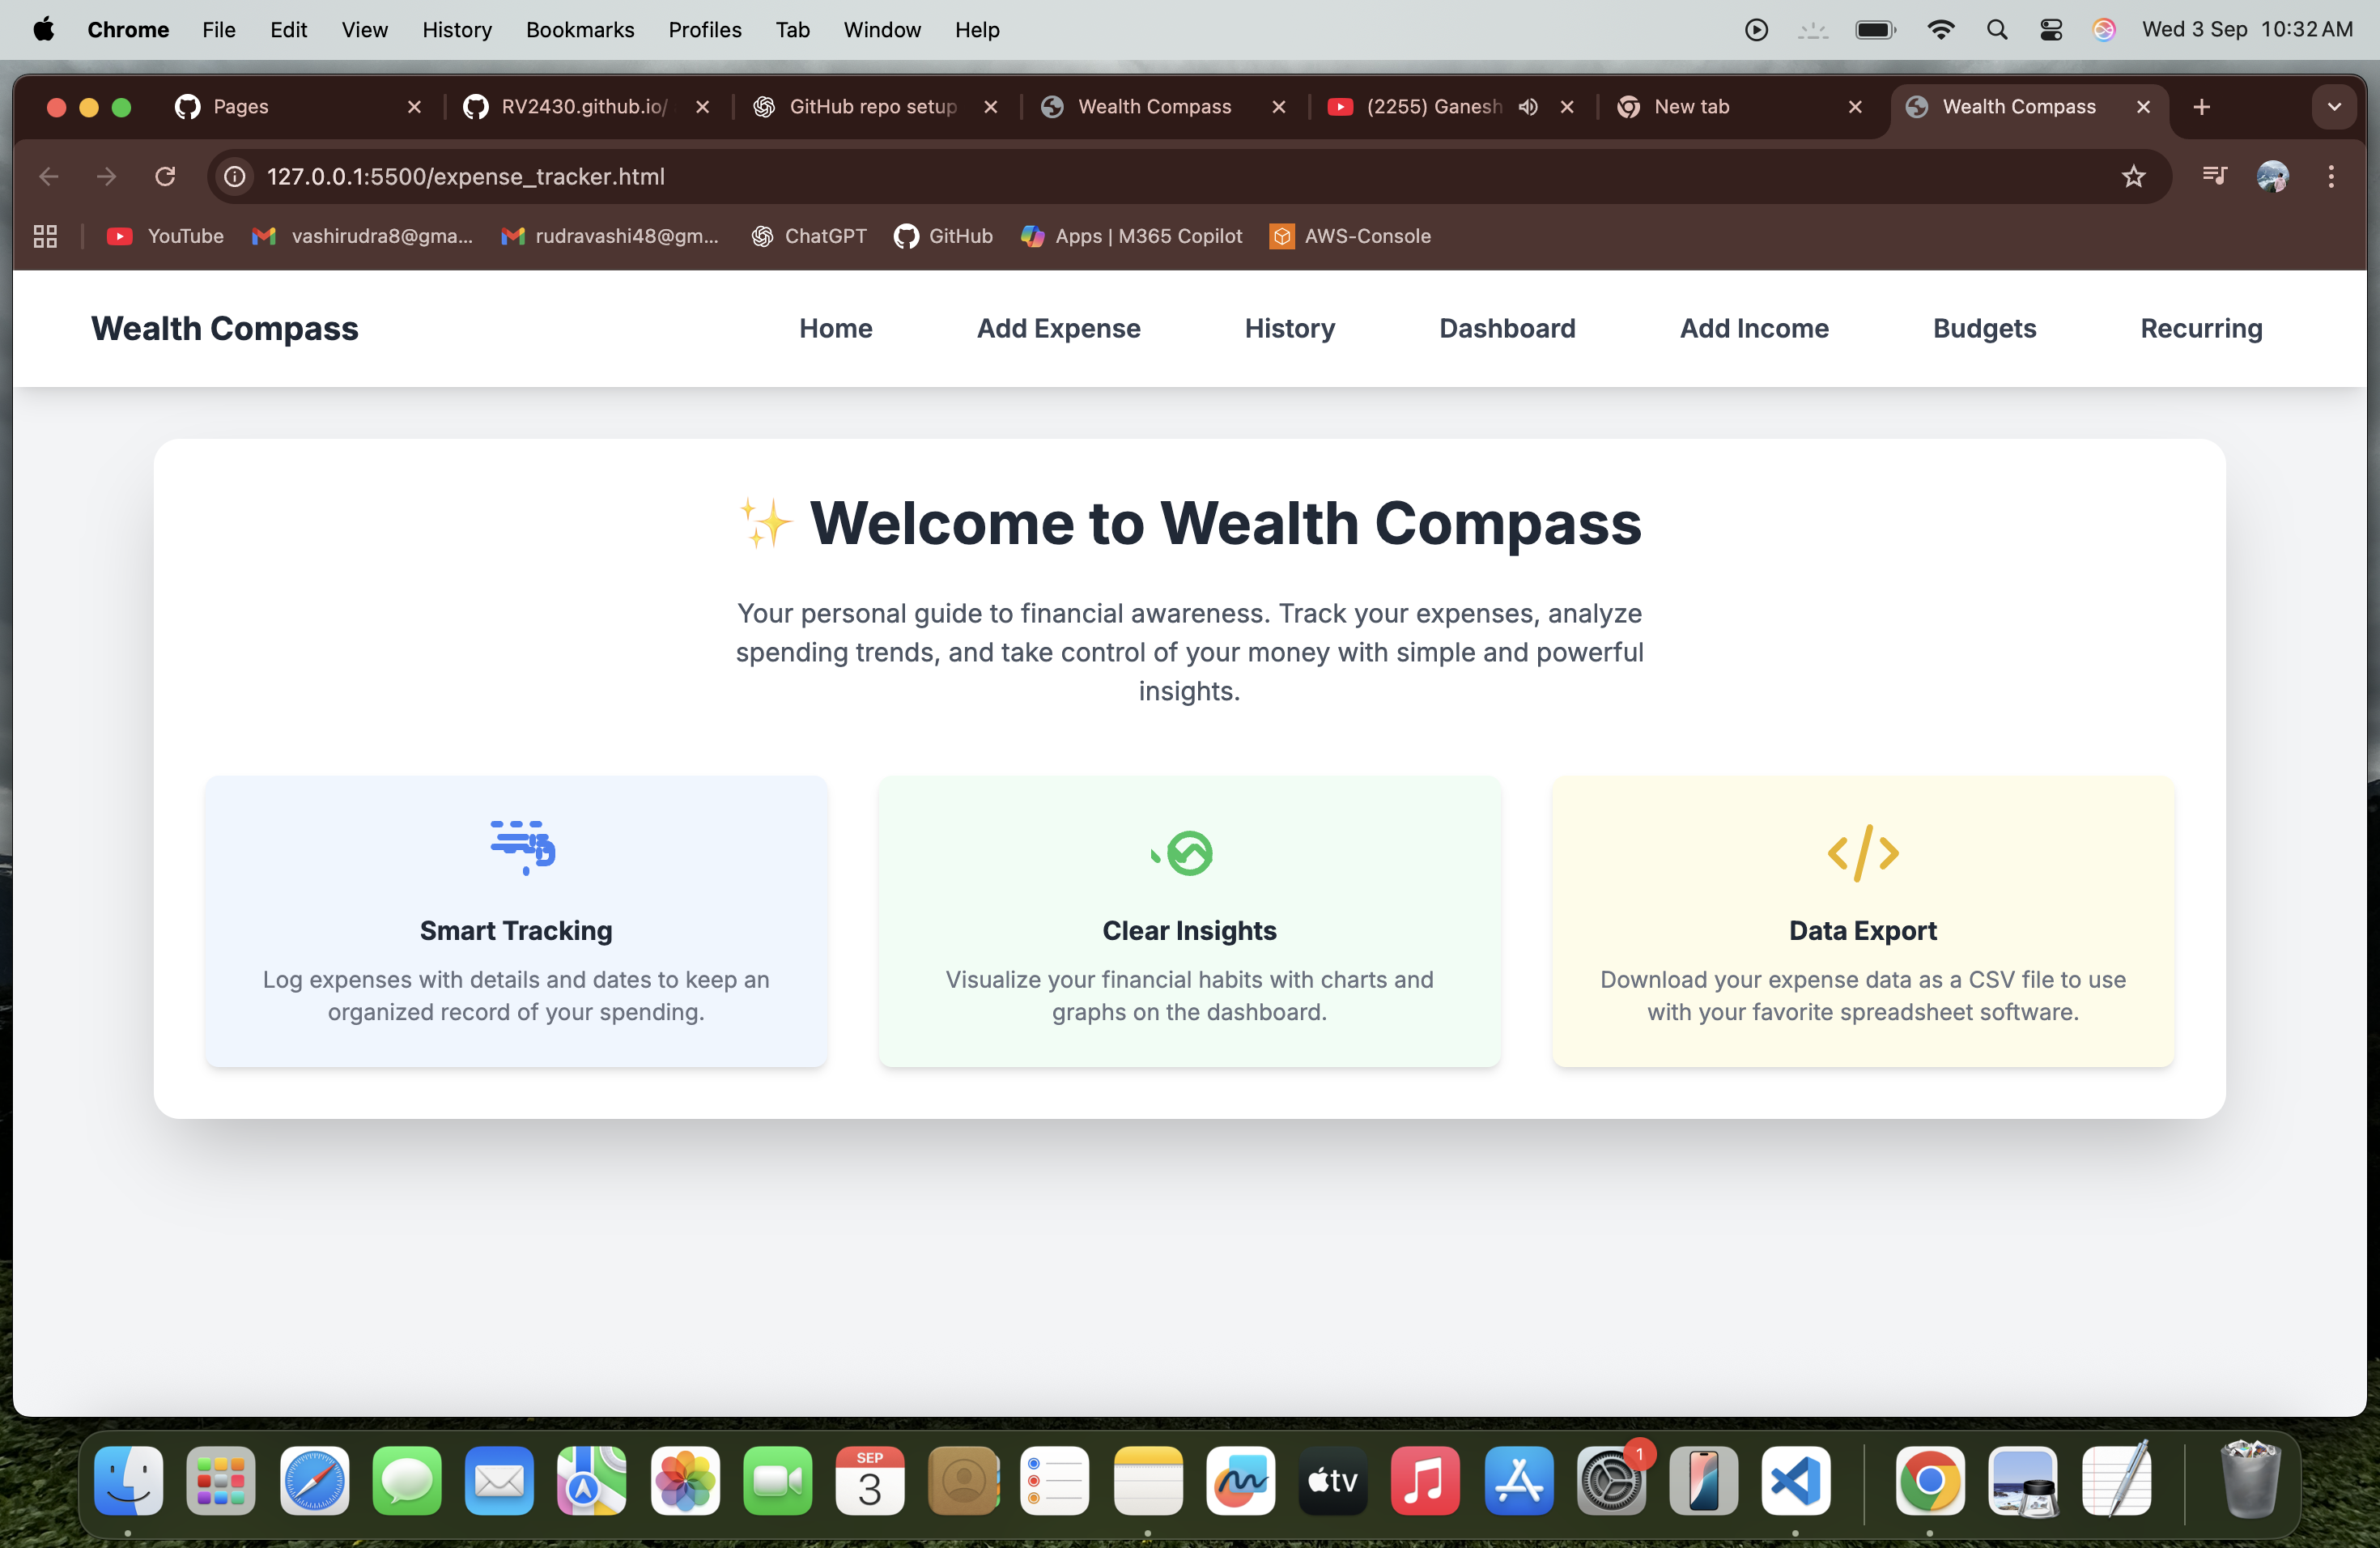 Chrome File Edit View History Bookmarks Profiles Tab Window Help Wed 3 Sep 10:32 AM
Pages RV2430.github.io/ GitHub repo setup Wealth Compass (2255) Ganesh New tab Wealth Compass
127.0.0.1:5500/expense_tracker.html
YouTube vashirudra8@gma... rudravashi48@gm... ChatGPT GitHub Apps | M365 Copilot AWS-Console
Wealth Compass Home Add Expense History Dashboard Add Income Budgets Recurring
✨ Welcome to Wealth Compass
Your personal guide to financial awareness. Track your expenses, analyze
spending trends, and take control of your money with simple and powerful
insights.
Smart Tracking
Log expenses with details and dates to keep an
organized record of your spending.
Clear Insights
Visualize your financial habits with charts and
graphs on the dashboard.
Data Export
Download your expense data as a CSV file to use
with your favorite spreadsheet software.
SEP
3
tv
1